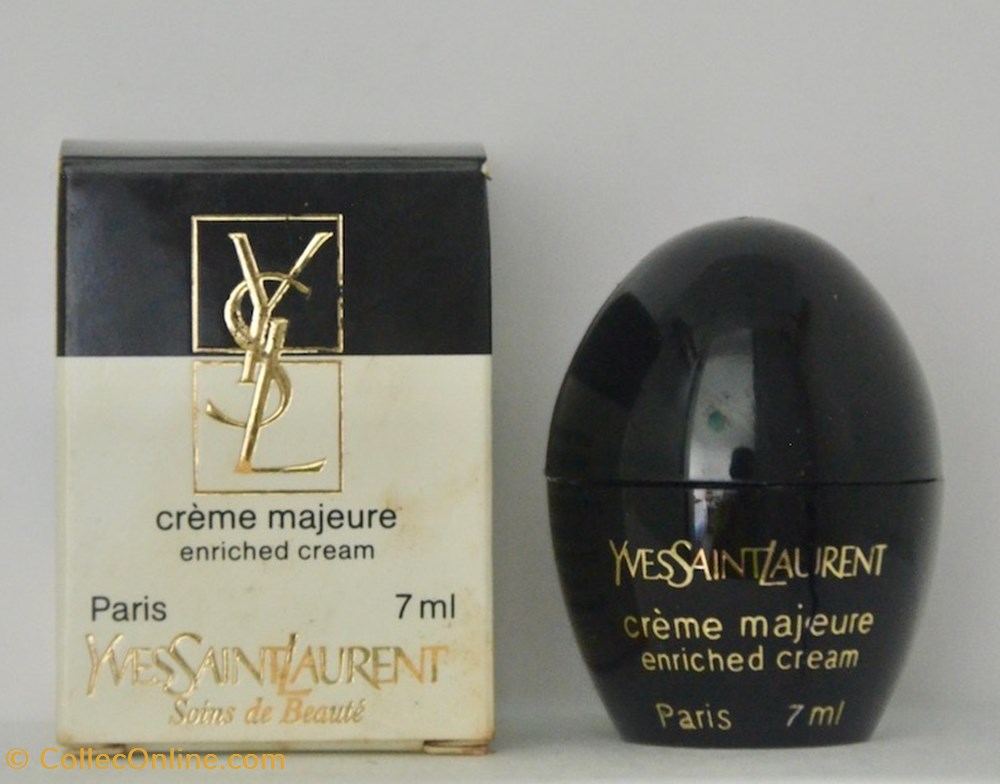 YSL
crème majeure
enriched cream
Paris 7 ml
YVESSAINTLAURENT
Soins de Beauté
YVESSAINTLAURENT
crème majeure
enriched cream
Paris 7 ml
© CollecOnline.com